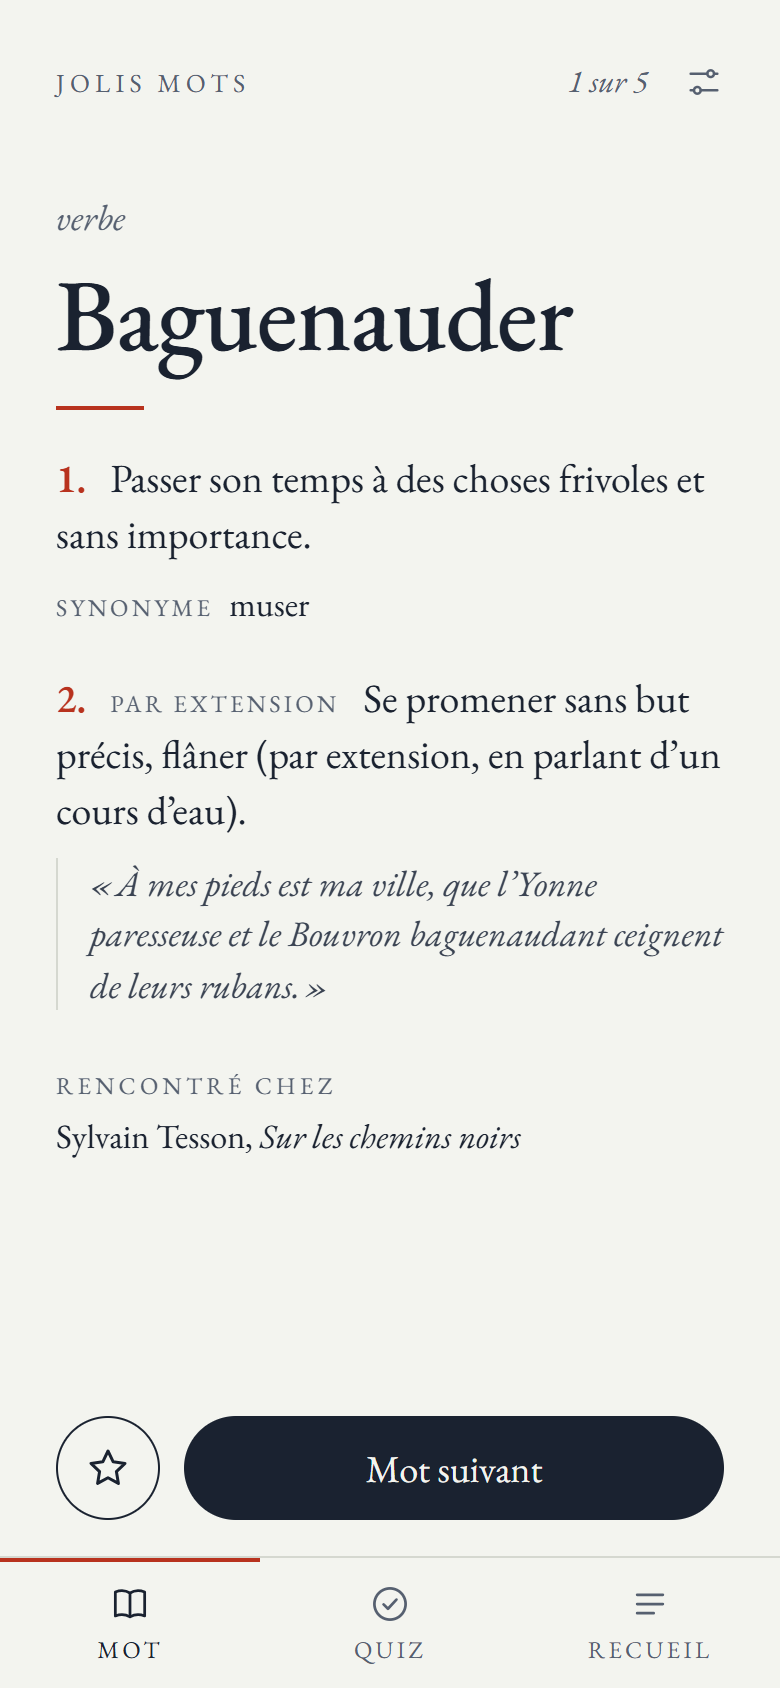 JOLIS MOTS
1 sur 5
verbe
Baguenauder
1. Passer son temps à des choses frivoles et
sans importance.
SYNONYME muser
2. PAR EXTENSION Se promener sans but
précis, flâner (par extension, en parlant d’un
cours d’eau).
« À mes pieds est ma ville, que l’Yonne
paresseuse et le Bouvron baguenaudant ceignent
de leurs rubans. »
RENCONTRÉ CHEZ
Sylvain Tesson, Sur les chemins noirs
Mot suivant
MOT
QUIZ
RECUEIL